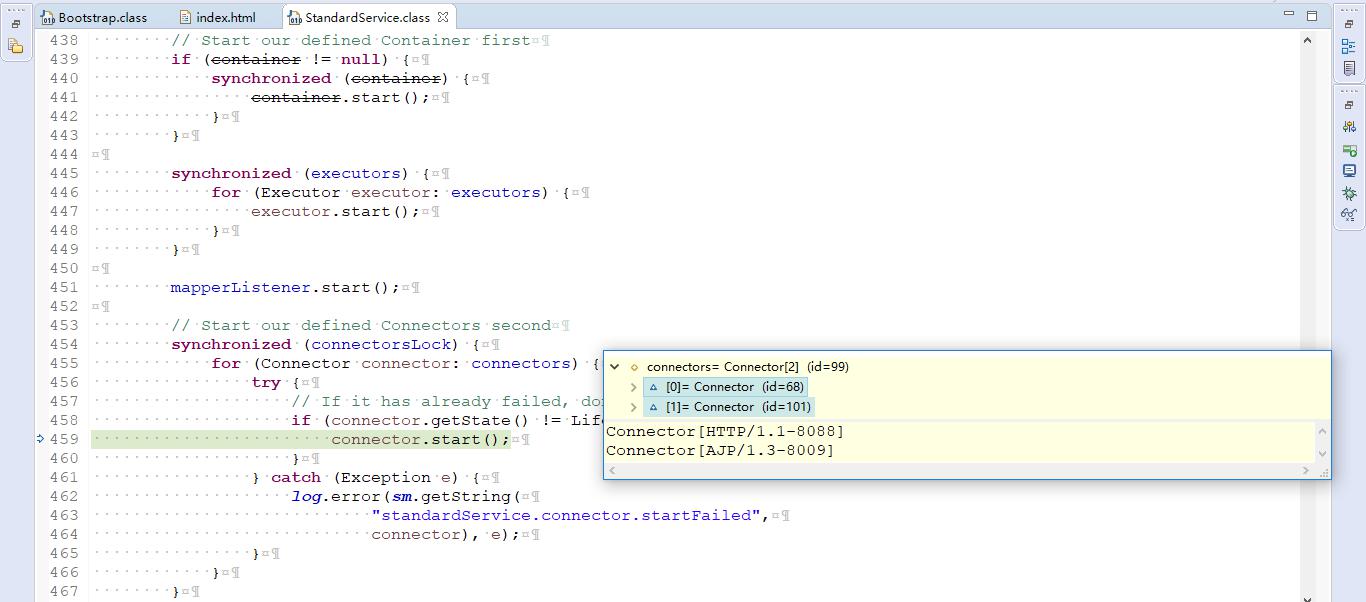 Bootstrap.class index.html StandardService.class
438 // Start our defined Container first
439 if (container != null) {
440 synchronized (container) {
441 container.start();
442 }
443 }
444
445 synchronized (executors) {
446 for (Executor executor: executors) {
447 executor.start();
448 }
449 }
450
451 mapperListener.start();
452
453 // Start our defined Connectors second
454 synchronized (connectorsLock) {
455 for (Connector connector: connectors) {
456 try {
457 // If it has already failed, do
458 if (connector.getState() != Lif
459 connector.start();
460 }
461 } catch (Exception e) {
462 log.error(sm.getString(
463 "standardService.connector.startFailed",
464 connector), e);
465 }
466 }
467 }
connectors= Connector[2] (id=99)
[0]= Connector (id=68)
[1]= Connector (id=101)
Connector[HTTP/1.1-8088]
Connector[AJP/1.3-8009]